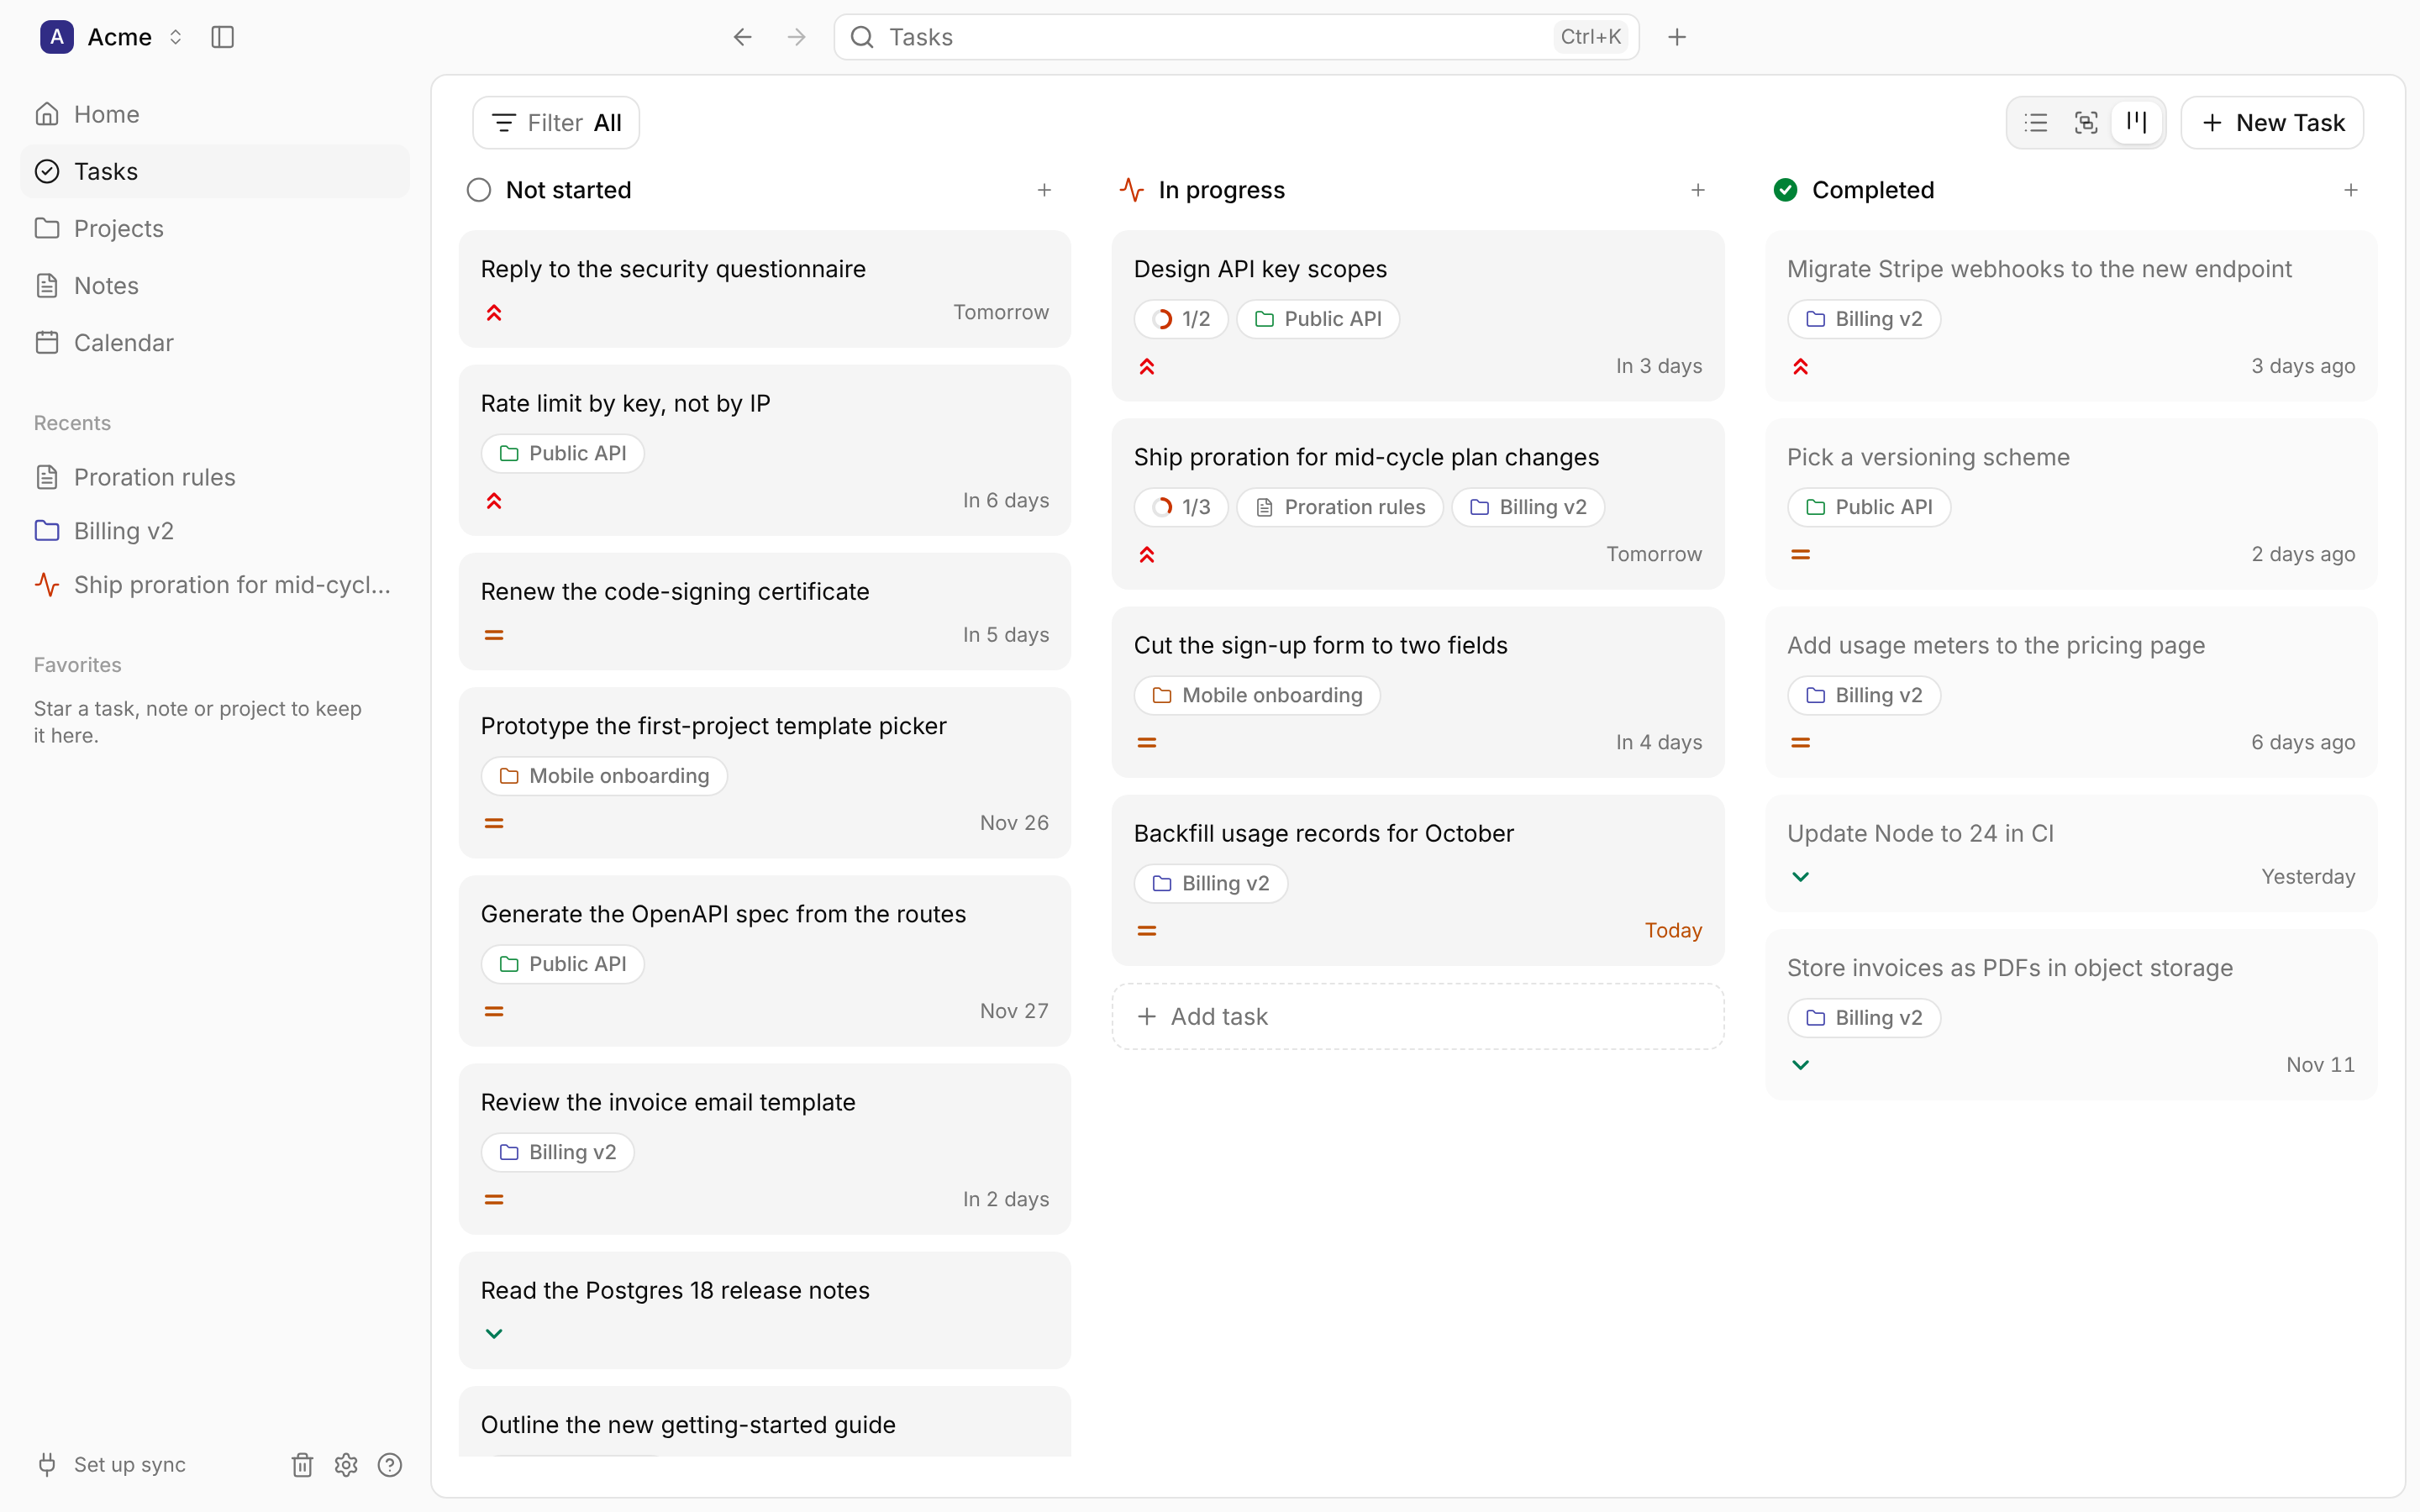 A Acme
Tasks Ctrl+K
Home
Tasks
Projects
Notes
Calendar
Recents
Proration rules
Billing v2
Ship proration for mid-cycl...
Favorites
Star a task, note or project to keep
it here.
Set up sync
Filter All
New Task
Not started
Reply to the security questionnaire
Tomorrow
Rate limit by key, not by IP
Public API
In 6 days
Renew the code-signing certificate
In 5 days
Prototype the first-project template picker
Mobile onboarding
Nov 26
Generate the OpenAPI spec from the routes
Public API
Nov 27
Review the invoice email template
Billing v2
In 2 days
Read the Postgres 18 release notes
Outline the new getting-started guide
In progress
Design API key scopes
1/2 Public API
In 3 days
Ship proration for mid-cycle plan changes
1/3 Proration rules Billing v2
Tomorrow
Cut the sign-up form to two fields
Mobile onboarding
In 4 days
Backfill usage records for October
Billing v2
Today
Add task
Completed
Migrate Stripe webhooks to the new endpoint
Billing v2
3 days ago
Pick a versioning scheme
Public API
2 days ago
Add usage meters to the pricing page
Billing v2
6 days ago
Update Node to 24 in CI
Yesterday
Store invoices as PDFs in object storage
Billing v2
Nov 11